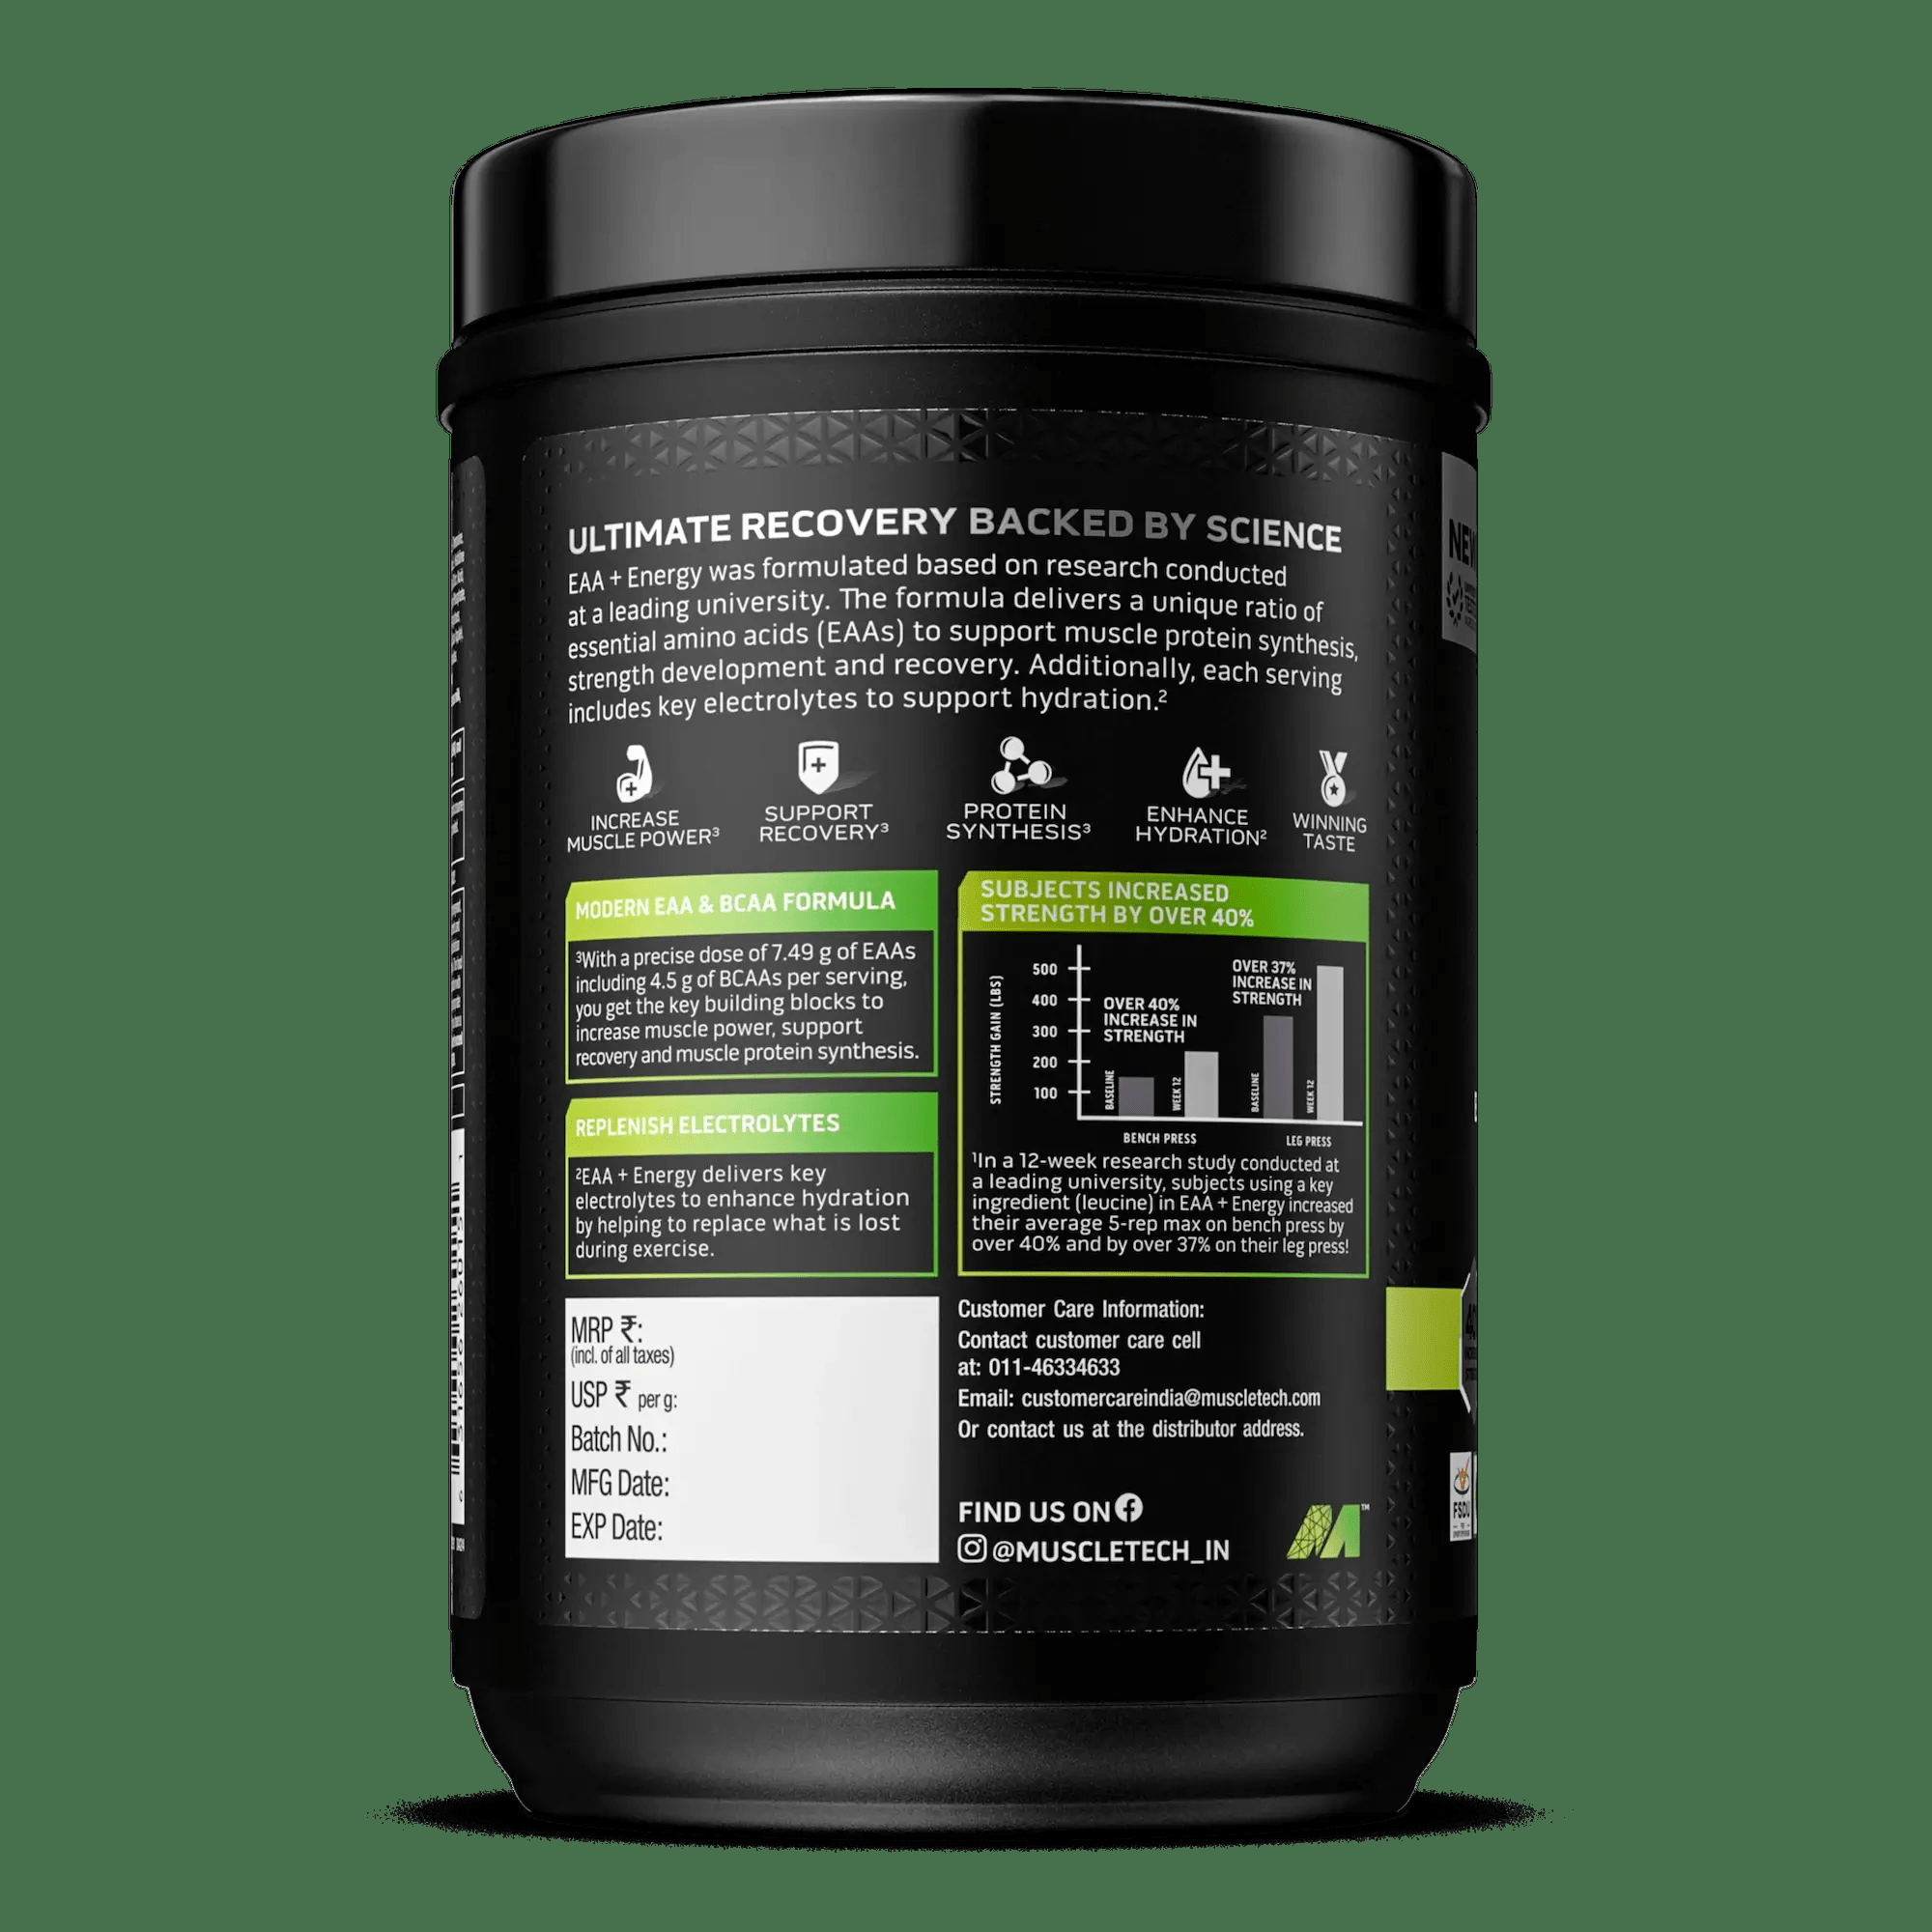 ULTIMATE RECOVERY BACKED BY SCIENCE
EAA + Energy was formulated based on research conducted
at a leading university. The formula delivers a unique ratio of
essential amino acids (EAAs) to support muscle protein synthesis,
strength development and recovery. Additionally, each serving
includes key electrolytes to support hydration.²
INCREASE
MUSCLE POWER³
SUPPORT
RECOVERY³
PROTEIN
SYNTHESIS³
ENHANCE
HYDRATION²
WINNING
TASTE
MODERN EAA & BCAA FORMULA
³With a precise dose of 7.49 g of EAAs
including 4.5 g of BCAAs per serving,
you get the key building blocks to
increase muscle power, support
recovery and muscle protein synthesis.
REPLENISH ELECTROLYTES
²EAA + Energy delivers key
electrolytes to enhance hydration
by helping to replace what is lost
during exercise.
SUBJECTS INCREASED
STRENGTH BY OVER 40%
STRENGTH GAIN (LBS)
500
400
300
200
100
OVER 40%
INCREASE IN
STRENGTH
OVER 37%
INCREASE IN
STRENGTH
BASELINE
WEEK 12
BASELINE
WEEK 12
BENCH PRESS
LEG PRESS
¹In a 12-week research study conducted at
a leading university, subjects using a key
ingredient (leucine) in EAA + Energy increased
their average 5-rep max on bench press by
over 40% and by over 37% on their leg press!
MRP ₹:
(incl. of all taxes)
USP ₹ per g:
Batch No.:
MFG Date:
EXP Date:
Customer Care Information:
Contact customer care cell
at: 011-46334633
Email: customercareindia@muscletech.com
Or contact us at the distributor address.
FIND US ON
@MUSCLETECH_IN
TM
NEW